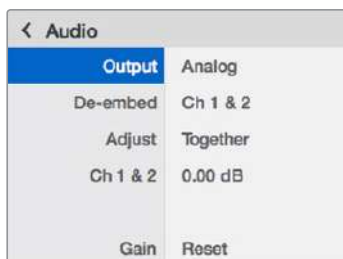 < Audio
Output Analog
De-embed Ch 1 & 2
Adjust Together
Ch 1 & 2 0.00 dB
Gain Reset